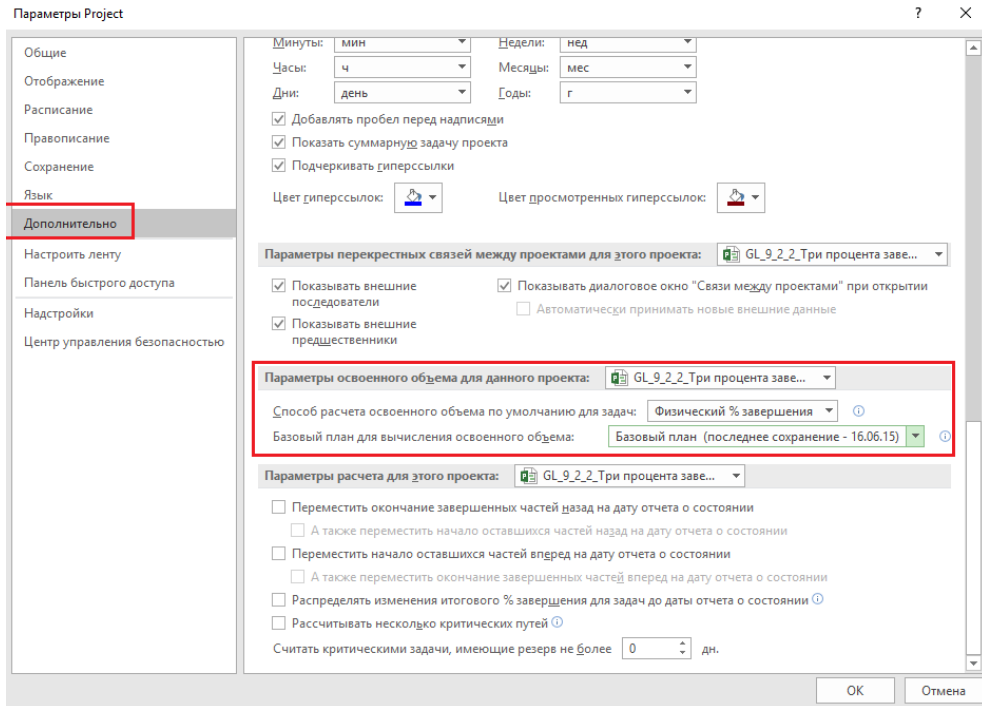 Параметры Project
?
Общие
Отображение
Расписание
Правописание
Сохранение
Язык
Дополнительно
Настроить ленту
Панель быстрого доступа
Надстройки
Центр управления безопасностью
Минуты: мин Недели: нед
Часы: ч Месяцы: мес
Дни: день Годы: г
Добавлять пробел перед надписями
Показать суммарную задачу проекта
Подчеркивать гиперссылки
Цвет гиперссылок: Цвет просмотренных гиперссылок:
Параметры перекрестных связей между проектами для этого проекта: GL_9_2_2_Три процента заве...
Показывать внешние последователи
Показывать диалоговое окно "Связи между проектами" при открытии
Автоматически принимать новые внешние данные
Показывать внешние предшественники
Параметры освоенного объема для данного проекта: GL_9_2_2_Три процента заве...
Способ расчета освоенного объема по умолчанию для задач: Физический % завершения
Базовый план для вычисления освоенного объема: Базовый план (последнее сохранение - 16.06.15)
Параметры расчета для этого проекта: GL_9_2_2_Три процента заве...
Переместить окончание завершенных частей назад на дату отчета о состоянии
А также переместить начало оставшихся частей назад на дату отчета о состоянии
Переместить начало оставшихся частей вперед на дату отчета о состоянии
А также переместить окончание завершенных частей вперед на дату отчета о состоянии
Распределять изменения итогового % завершения для задач до даты отчета о состоянии
Рассчитывать несколько критических путей
Считать критическими задачи, имеющие резерв не более 0 дн.
ОК Отмена